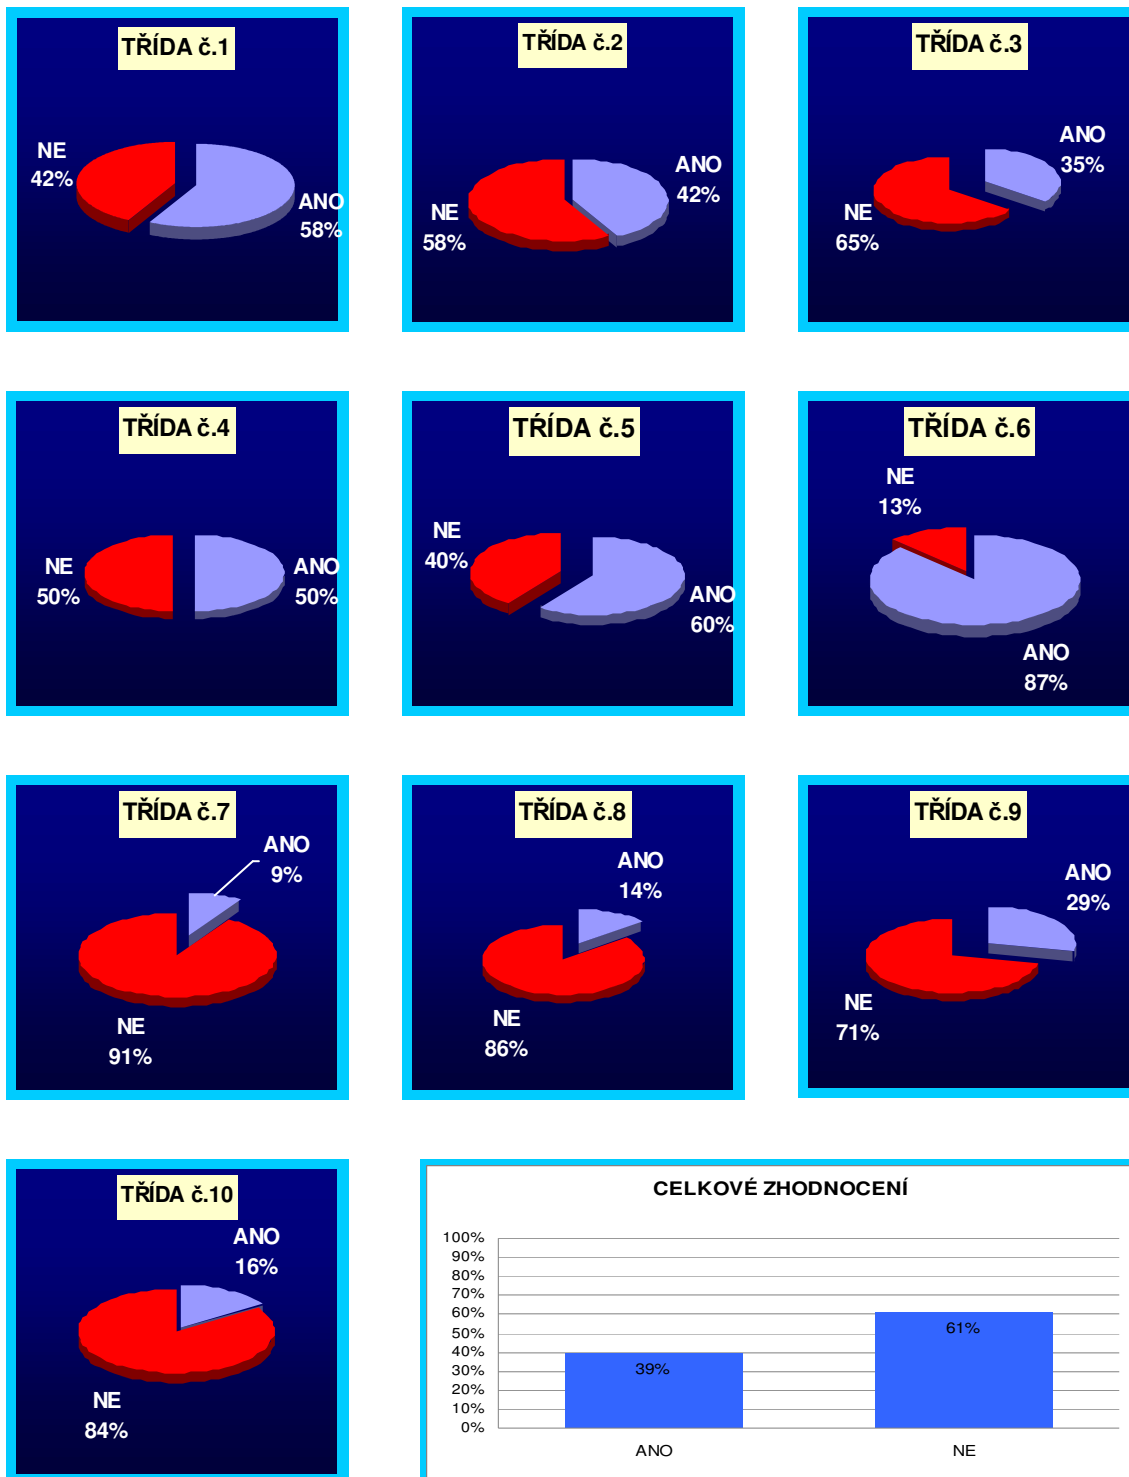 TŘÍDA č.1
NE
42%
ANO
58%
TŘÍDA č.2
ANO
42%
NE
58%
TŘÍDA č.3
ANO
35%
NE
65%
TŘÍDA č.4
NE
50%
ANO
50%
TŔÍDA č.5
NE
40%
ANO
60%
TŘÍDA č.6
NE
13%
ANO
87%
TŘÍDA č.7
ANO
9%
NE
91%
TŘÍDA č.8
ANO
14%
NE
86%
TŘÍDA č.9
ANO
29%
NE
71%
TŘÍDA č.10
ANO
16%
NE
84%
CELKOVÉ ZHODNOCENÍ
100%
90%
80%
70%
60%
50%
40%
30%
20%
10%
0%
39%
61%
ANO
NE